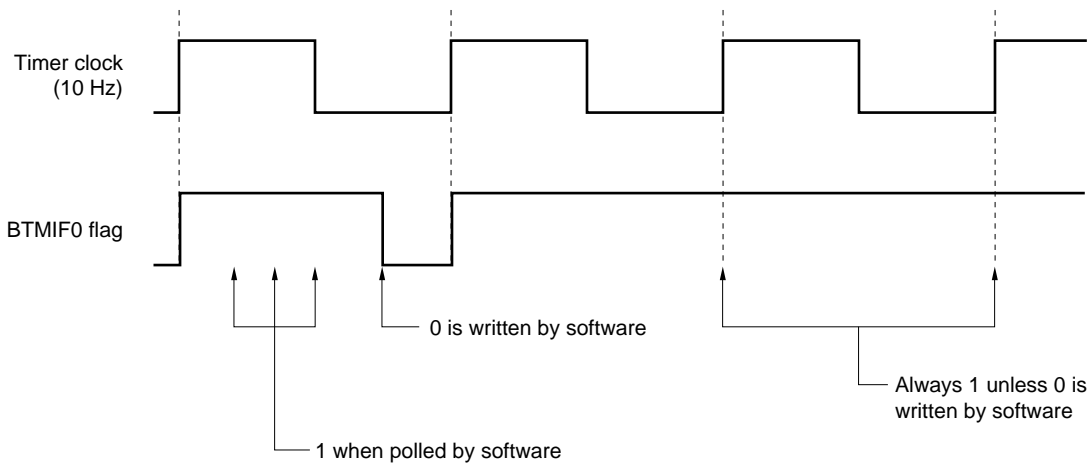 Timer clock
(10 Hz)
BTMIF0 flag
0 is written by software
Always 1 unless 0 is
written by software
1 when polled by software